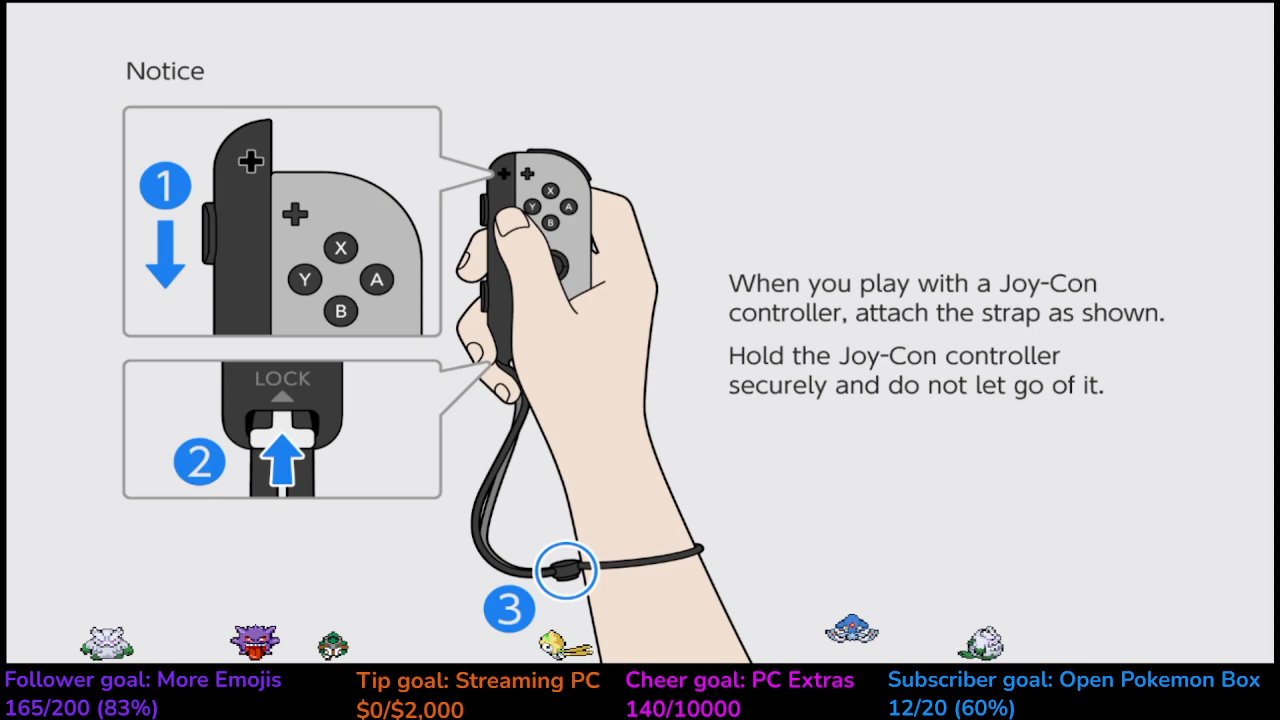 Notice
1
X
Y
A
B
LOCK
2
X
Y
A
B
3
When you play with a Joy-Con
controller, attach the strap as shown.
Hold the Joy-Con controller
securely and do not let go of it.
Follower goal: More Emojis
165/200 (83%)
Tip goal: Streaming PC
$0/$2,000
Cheer goal: PC Extras
140/10000
Subscriber goal: Open Pokemon Box
12/20 (60%)